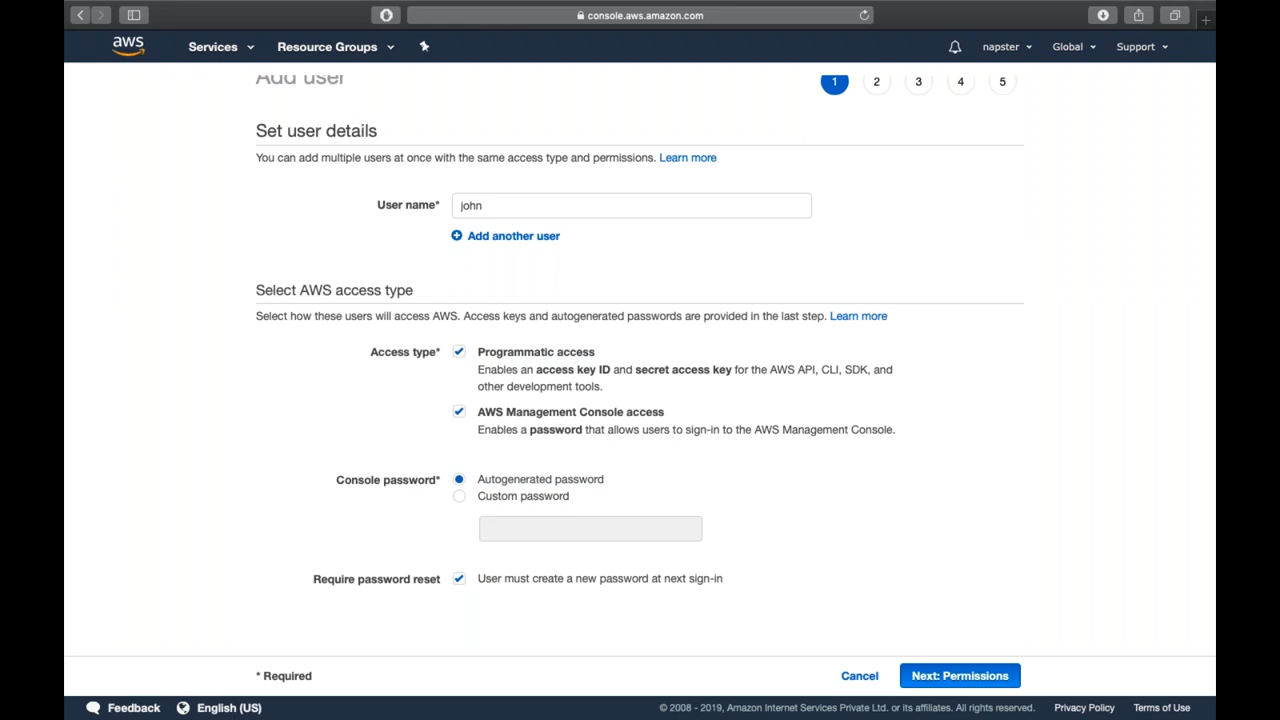 console.aws.amazon.com
aws Services Resource Groups napster Global Support
Add user 1 2 3 4 5
Set user details
You can add multiple users at once with the same access type and permissions. Learn more
User name* john
Add another user
Select AWS access type
Select how these users will access AWS. Access keys and autogenerated passwords are provided in the last step. Learn more
Access type* Programmatic access
Enables an access key ID and secret access key for the AWS API, CLI, SDK, and
other development tools.
AWS Management Console access
Enables a password that allows users to sign-in to the AWS Management Console.
Console password* Autogenerated password
Custom password
Require password reset User must create a new password at next sign-in
* Required Cancel Next: Permissions
Feedback English (US) © 2008 - 2019, Amazon Internet Services Private Ltd. or its affiliates. All rights reserved. Privacy Policy Terms of Use